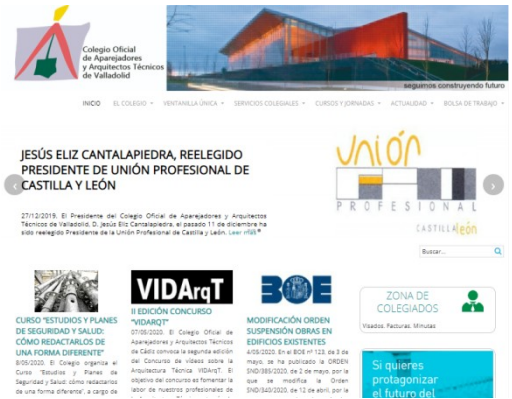 Colegio Oficial
de Aparejadores
y Arquitectos Técnicos
de Valladolid
seguimos construyendo futuro
INICIO EL COLEGIO VENTANILLA ÚNICA SERVICIOS COLEGIALES CURSOS Y JORNADAS ACTUALIDAD BOLSA DE TRABAJO
JESÚS ELIZ CANTALAPIEDRA, REELEGIDO
PRESIDENTE DE UNIÓN PROFESIONAL DE
CASTILLA Y LEÓN
27/12/2019. El Presidente del Colegio Oficial de Aparejadores y Arquitectos
Técnicos de Valladolid, D. Jesús Eliz Cantalapiedra, el pasado 11 de diciembre ha
sido reelegido Presidente de la Unión Profesional de Castilla y León. Leer más
unión
PROFESIONAL
CASTILLA león
Buscar...
VIDArqT
BOE
ZONA DE
COLEGIADOS
Visados. Facturas. Minutas
CURSO "ESTUDIOS Y PLANES
DE SEGURIDAD Y SALUD:
CÓMO REDACTARLOS DE
UNA FORMA DIFERENTE"
8/05/2020. El Colegio organiza el
Curso "Estudios y Planes de
Seguridad y Salud: cómo redactarlos
de una forma diferente", a cargo de
II EDICIÓN CONCURSO
"VIDARQT"
07/05/2020. El Colegio Oficial de
Aparejadores y Arquitectos Técnicos
de Cádiz convoca la segunda edición
del Concurso de vídeos sobre la
Arquitectura Técnica VIDArqT. El
objetivo del concurso es fomentar la
labor de nuestros profesionales de
MODIFICACIÓN ORDEN
SUSPENSIÓN OBRAS EN
EDIFICIOS EXISTENTES
4/05/2020. En el BOE nº 123, de 3 de
mayo, se ha publicado la ORDEN
SND/385/2020, de 2 de mayo, por la
que se modifica la Orden
SND/340/2020, de 12 de abril, por la
Si quieres
protagonizar
el futuro del